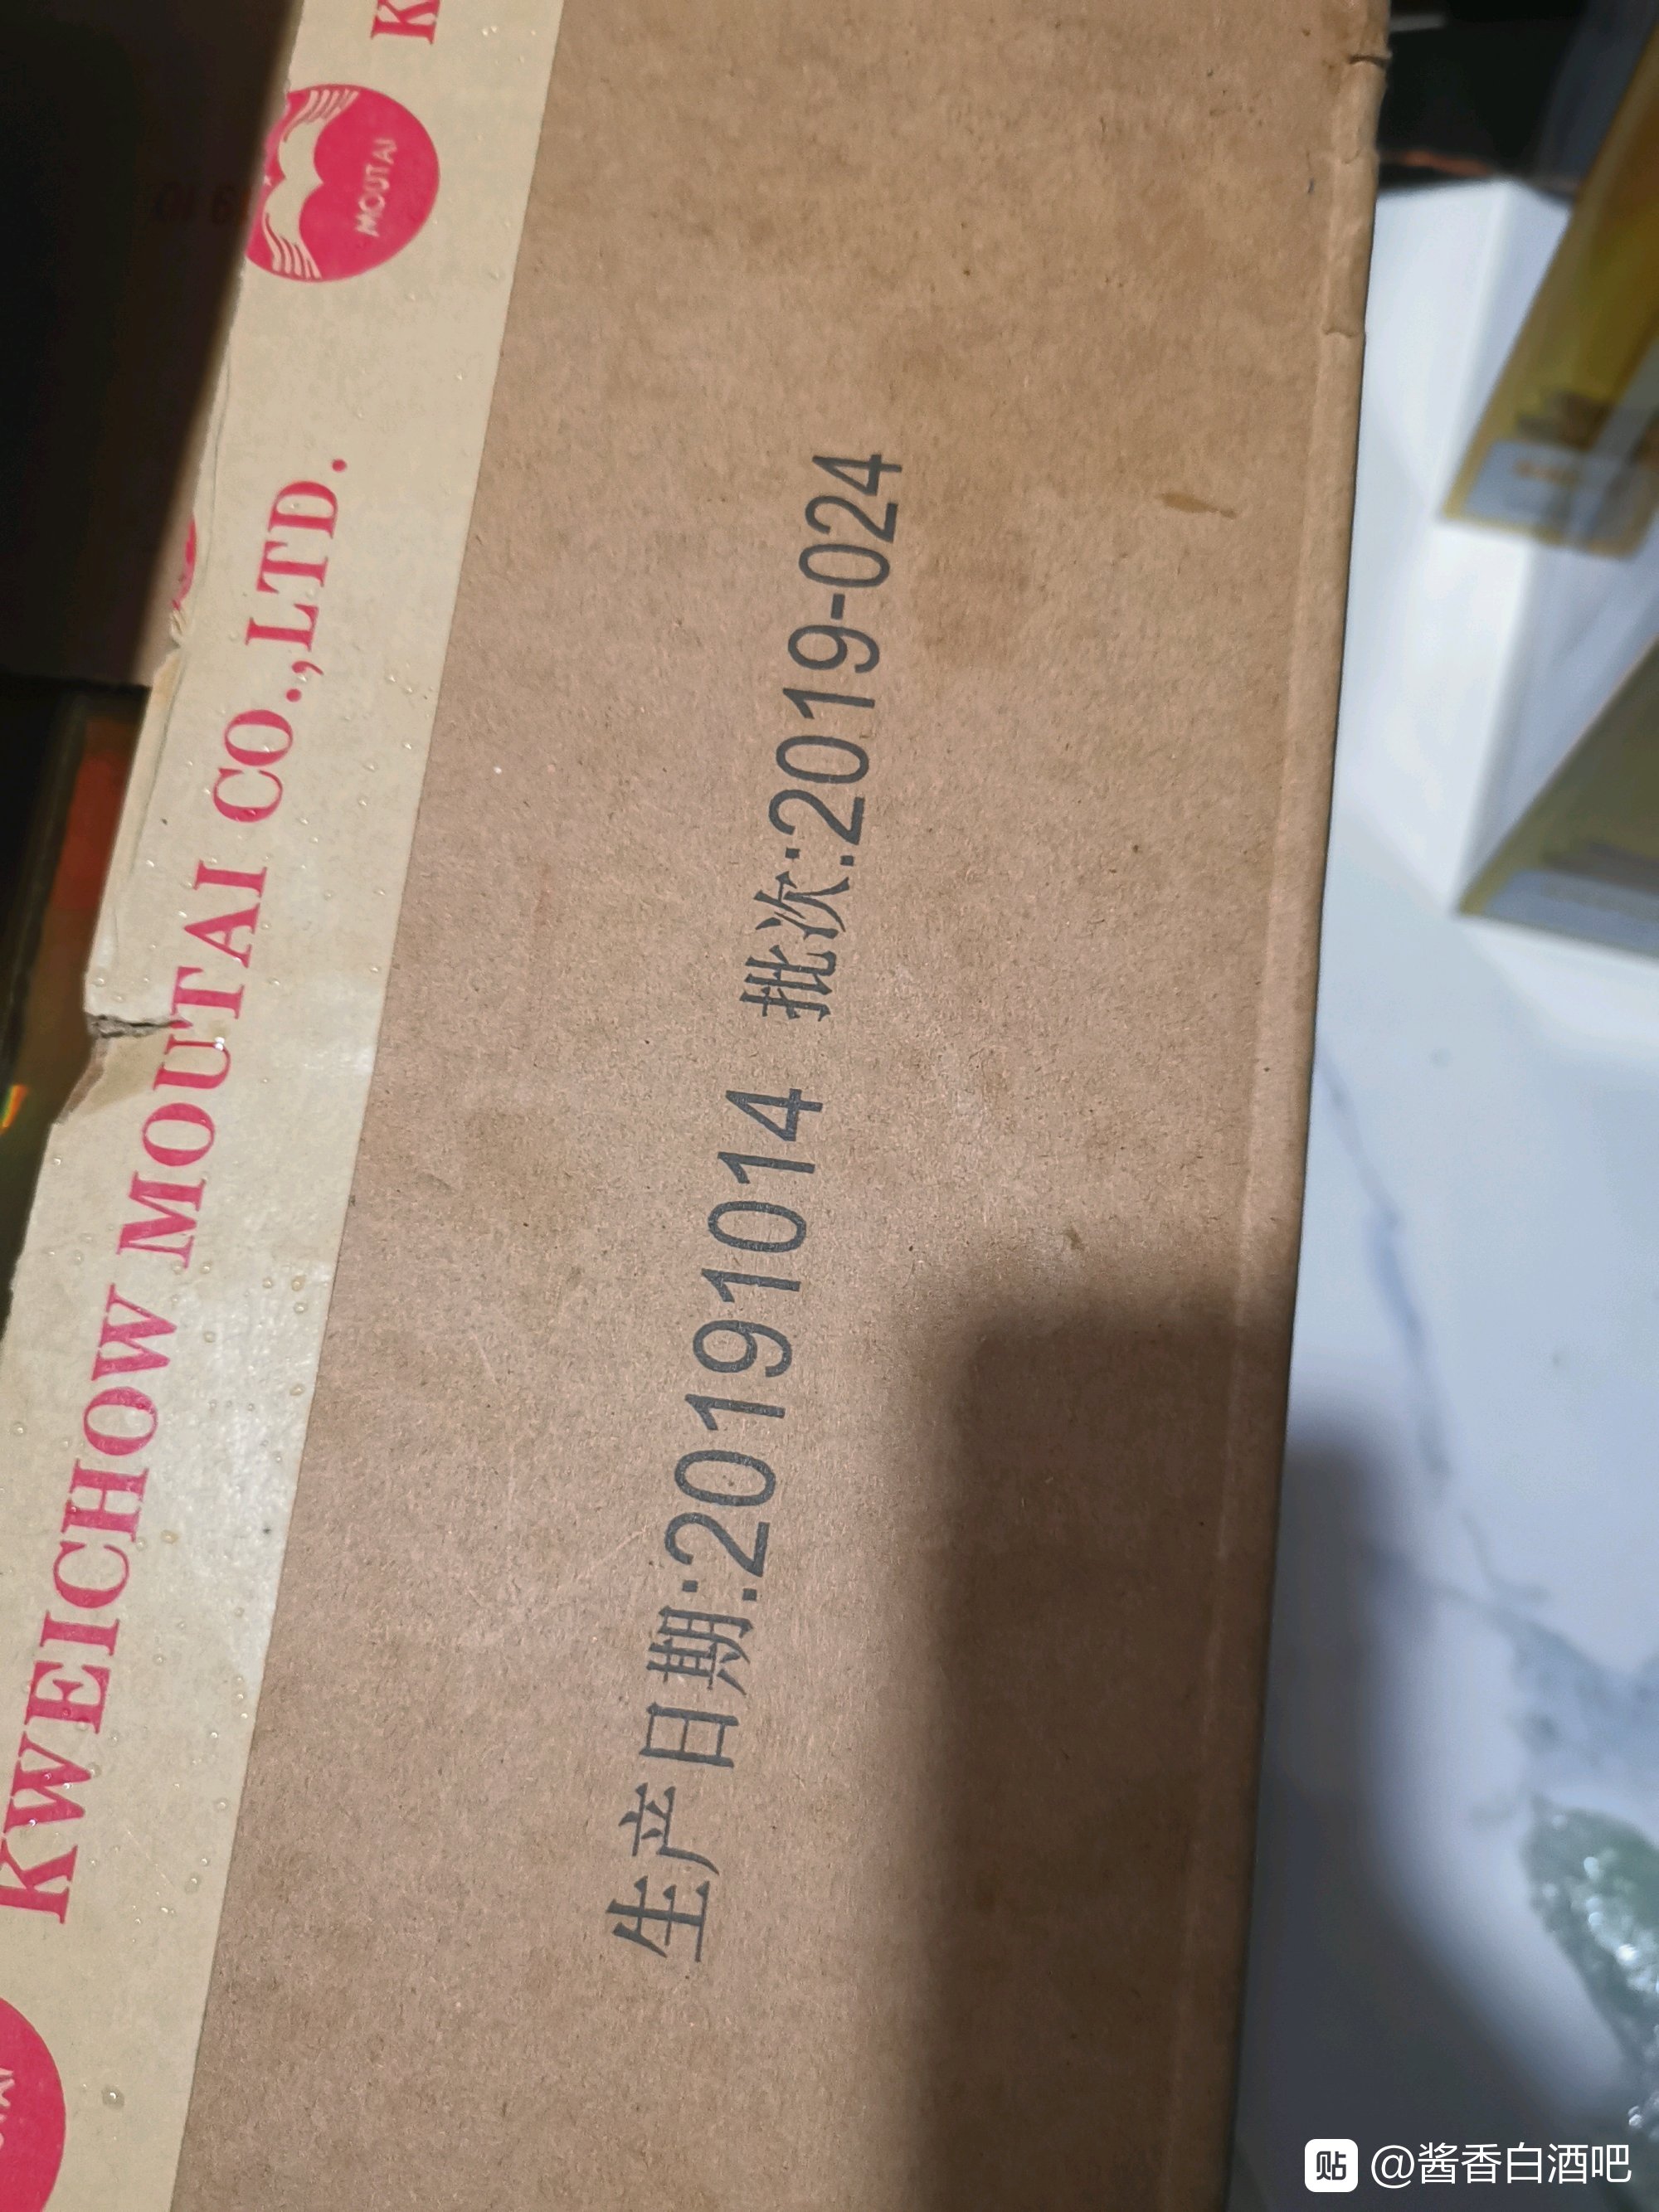 KWEICHOW MOUTAI CO.,LTD.
K
MOUTAI
生产日期:20191014 批次:2019-024
贴 @酱香白酒吧